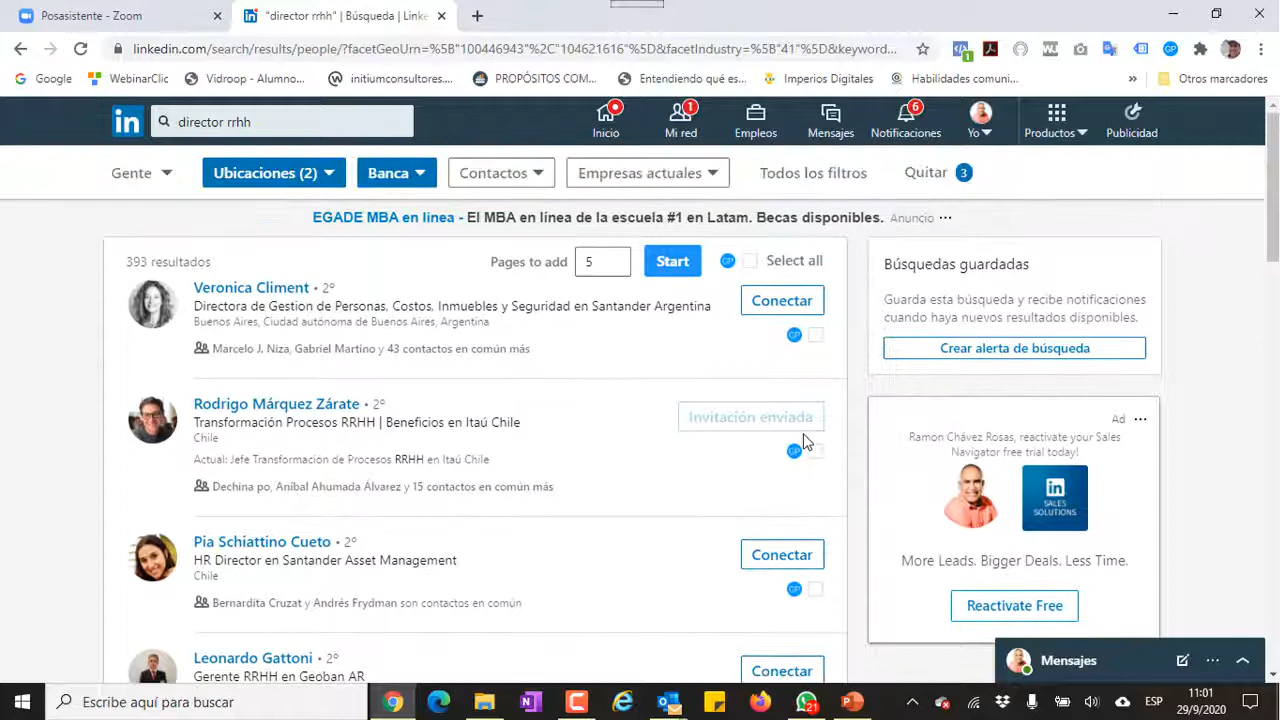 Posasistente - Zoom
"director rrhh" | Búsqueda | Linke
linkedin.com/search/results/people/?facetGeoUrn=%5B"100446943"%2C"104621616"%5D&facetIndustry=%5B"41"%5D&keyword...
Google
WebinarClic
Vidroop - Alumno...
initiumconsultores...
PROPÓSITOS COM...
Entendiendo que es...
Imperios Digitales
Habilidades comuni...
»
Otros marcadores
in
director rrhh
Inicio
1
Mi red
Empleos
Mensajes
6
Notificaciones
Yo
Productos
Publicidad
Gente
Ubicaciones (2)
Banca
Contactos
Empresas actuales
Todos los filtros
Quitar 3
EGADE MBA en línea - El MBA en línea de la escuela #1 en Latam. Becas disponibles. Anuncio ...
393 resultados
Pages to add 5 Start GP Select all
Veronica Climent • 2º
Directora de Gestion de Personas, Costos, Inmuebles y Seguridad en Santander Argentina
Buenos Aires, Ciudad autónoma de Buenos Aires, Argentina
Marcelo J. Niza, Gabriel Martino y 43 contactos en común más
Conectar
GP
Rodrigo Márquez Zárate • 2º
Transformación Procesos RRHH | Beneficios en Itaú Chile
Chile
Actual: Jefe Transformación de Procesos RRHH en Itaú Chile
Dechina po, Aníbal Ahumada Álvarez y 15 contactos en común más
Invitación enviada
GP
Pia Schiattino Cueto • 2º
HR Director en Santander Asset Management
Chile
Bernardita Cruzat y Andrés Frydman son contactos en común
Conectar
GP
Leonardo Gattoni • 2º
Gerente RRHH en Geoban AR
Conectar
Búsquedas guardadas
Guarda esta búsqueda y recibe notificaciones
cuando haya nuevos resultados disponibles.
Crear alerta de búsqueda
Ad ...
Ramon Chávez Rosas, reactivate your Sales
Navigator free trial today!
in
SALES
SOLUTIONS
More Leads. Bigger Deals. Less Time.
Reactivate Free
Mensajes
Escribe aquí para buscar
21
ESP
11:01
29/9/2020